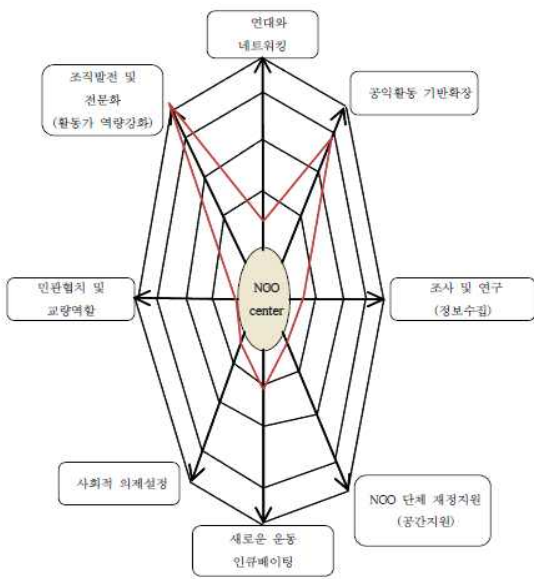 연대와
네트워킹
조직발전 및
전문화
(활동가 역량강화)
공익활동 기반확장
민관협치 및
교량역할
NGO
center
조사 및 연구
(정보수집)
사회적 의제설정
NGO 단체 재정지원
(공간지원)
새로운 운동
인큐베이팅